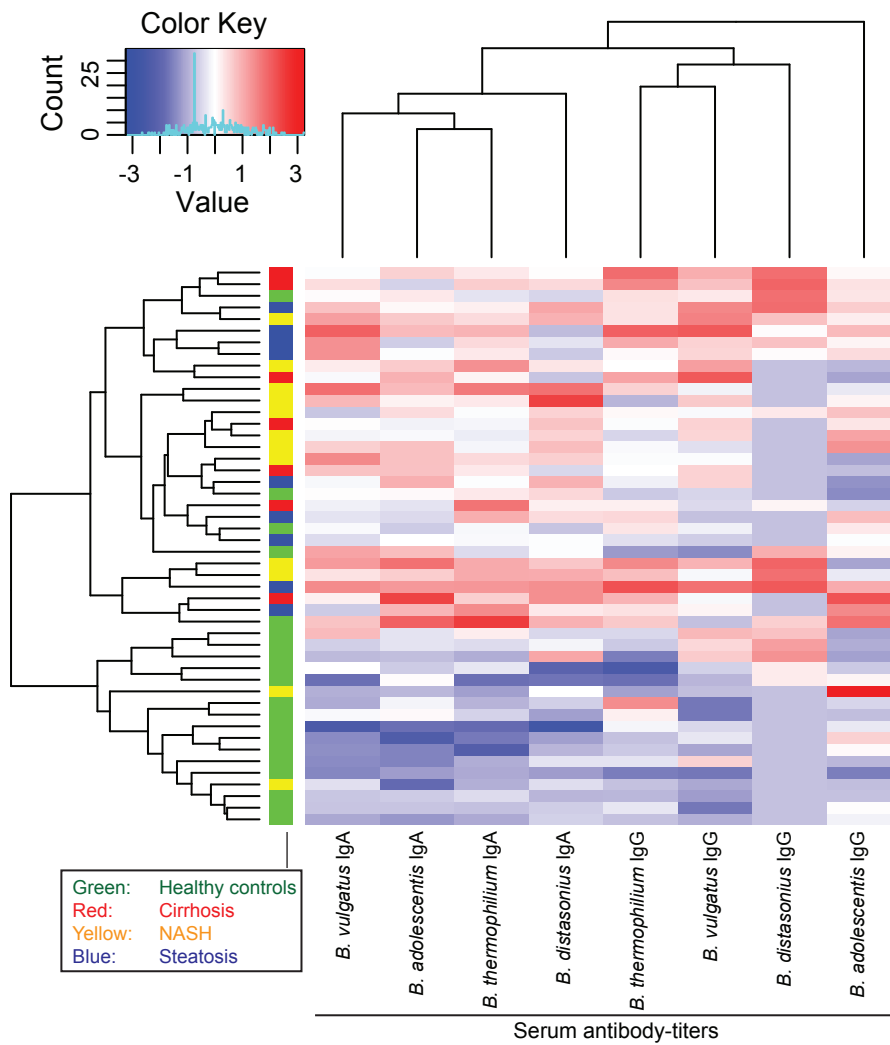 Color Key
Count
0 25
-3 -1 1 3
Value
Green: Healthy controls
Red: Cirrhosis
Yellow: NASH
Blue: Steatosis
B. vulgatus IgA
B. adolescentis IgA
B. thermophilium IgA
B. distasonius IgA
B. thermophilium IgG
B. vulgatus IgG
B. distasonius IgG
B. adolescentis IgG
Serum antibody-titers